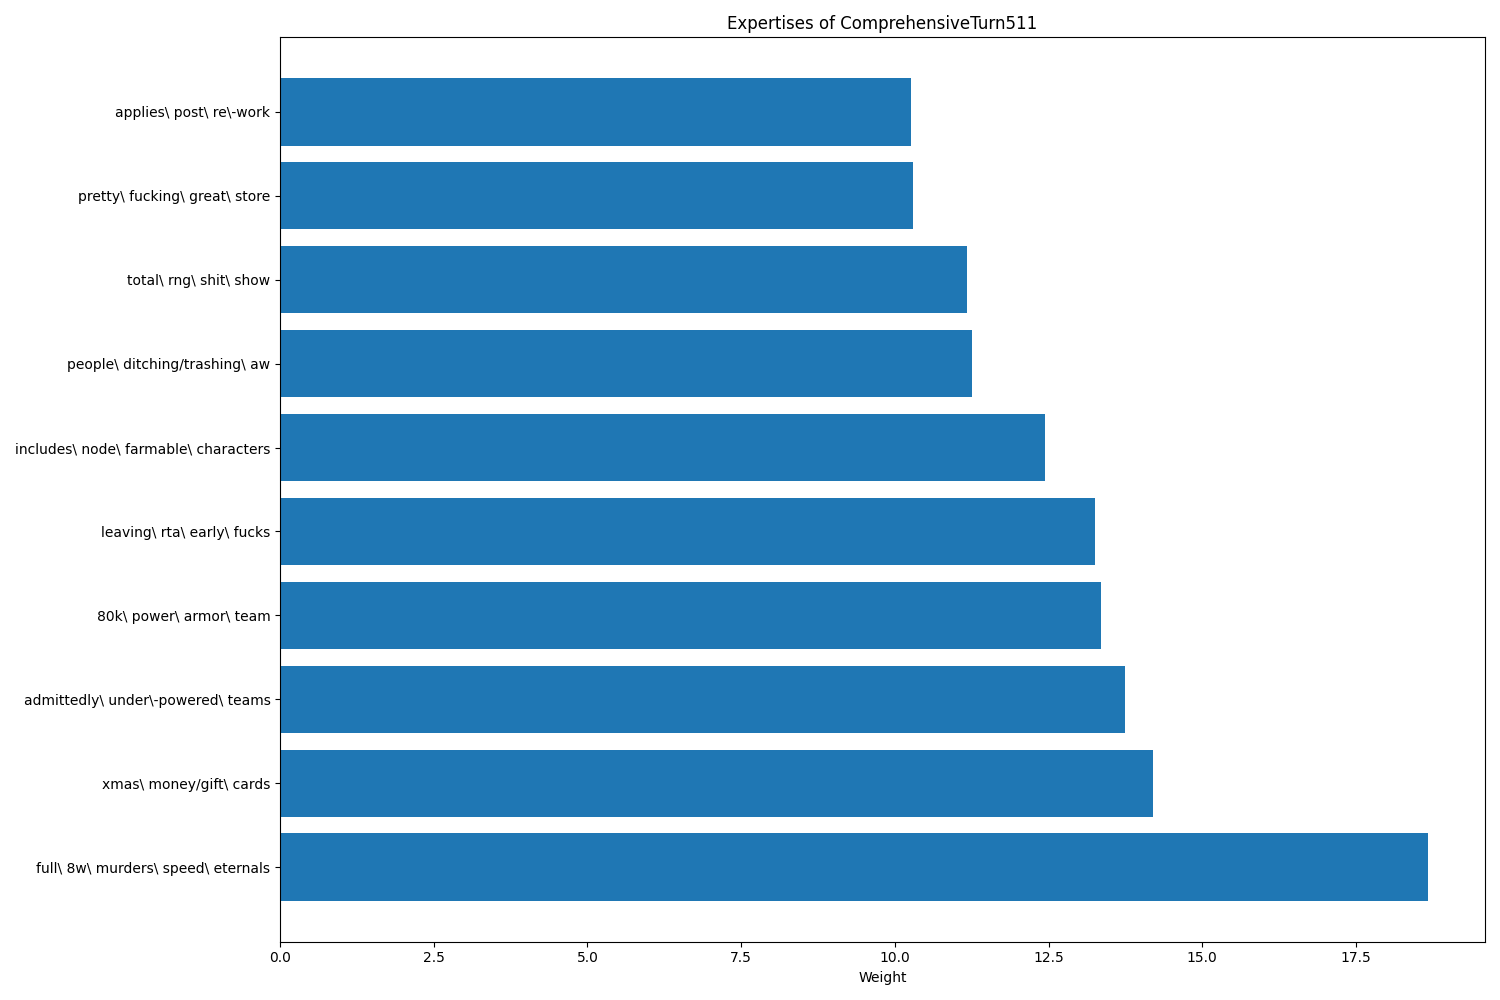 Expertises of ComprehensiveTurn511
applies\ post\ re\-work
pretty\ fucking\ great\ store
total\ rng\ shit\ show
people\ ditching/trashing\ aw
includes\ node\ farmable\ characters
leaving\ rta\ early\ fucks
80k\ power\ armor\ team
admittedly\ under\-powered\ teams
xmas\ money/gift\ cards
full\ 8w\ murders\ speed\ eternals
0.0 2.5 5.0 7.5 10.0 12.5 15.0 17.5
Weight